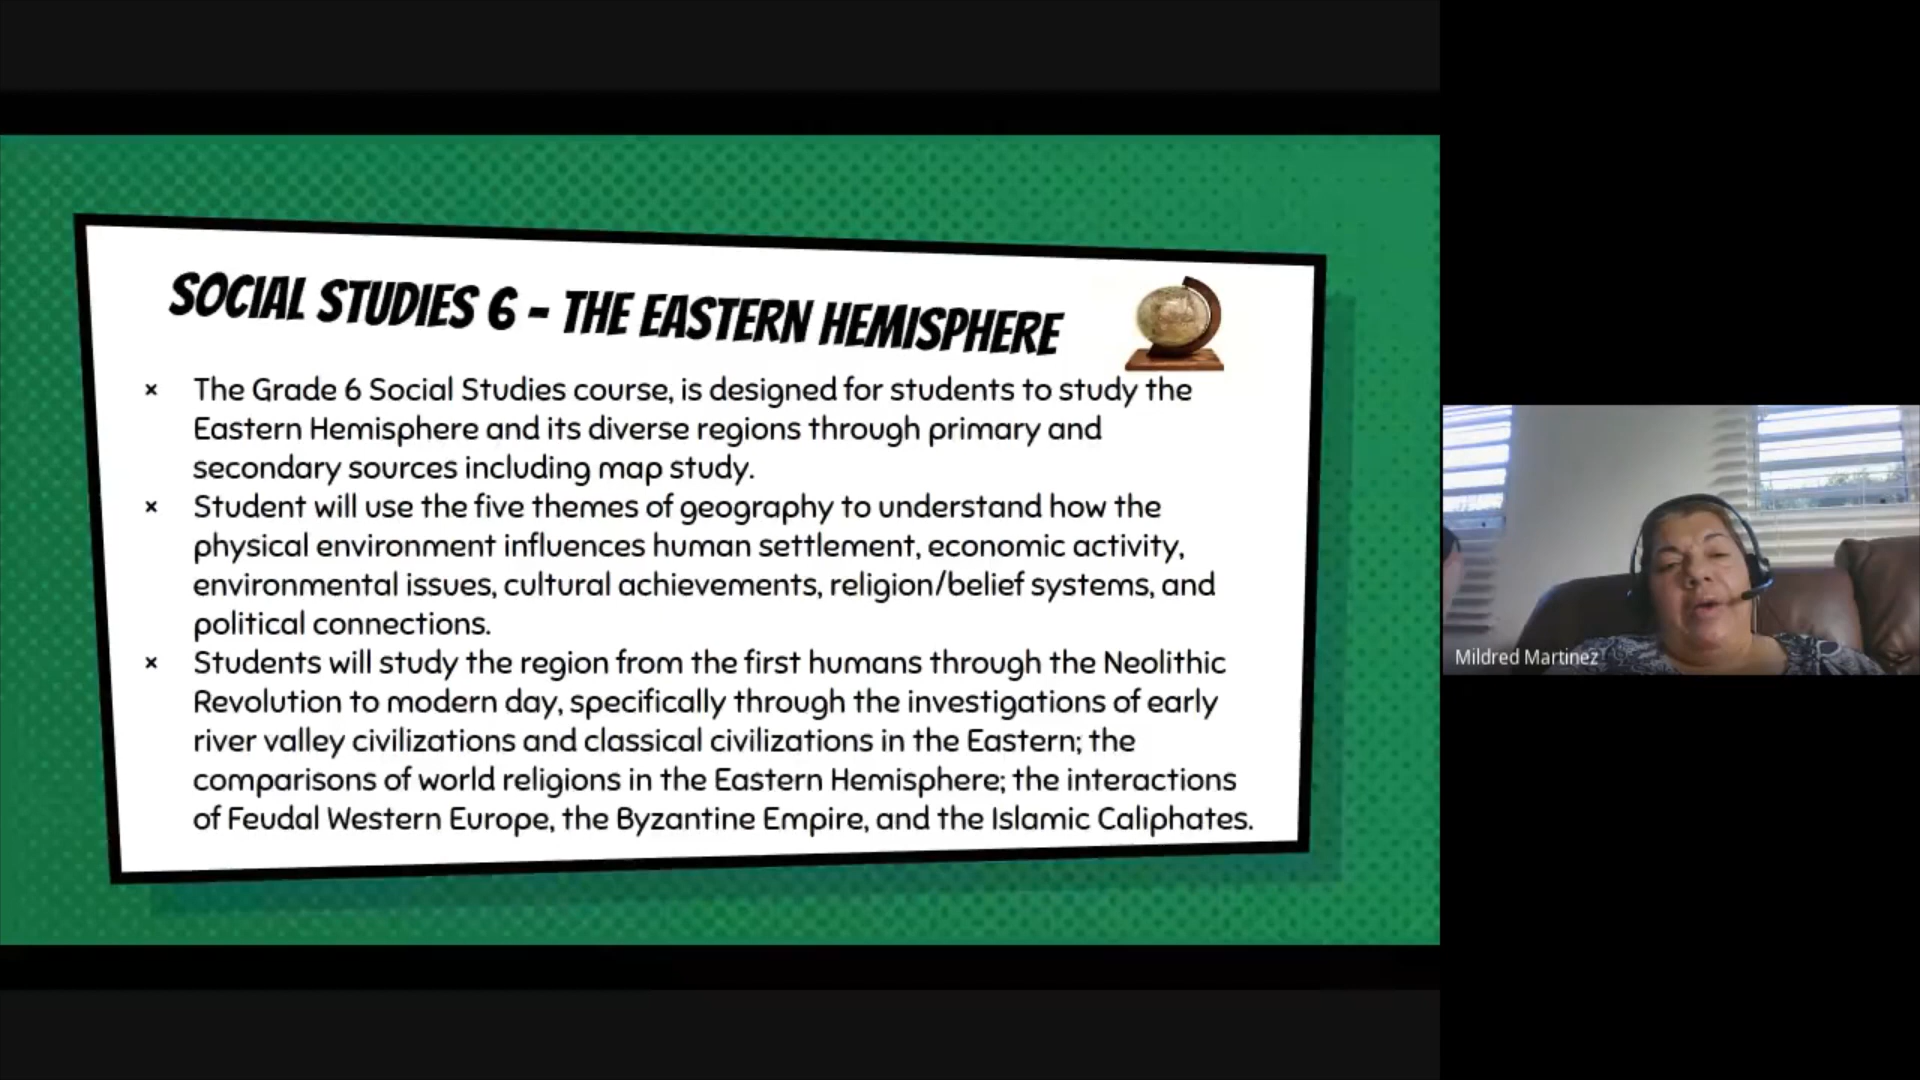 SOCIAL STUDIES 6 - THE EASTERN HEMISPHERE
× The Grade 6 Social Studies course, is designed for students to study the
Eastern Hemisphere and its diverse regions through primary and
secondary sources including map study.
× Student will use the five themes of geography to understand how the
physical environment influences human settlement, economic activity,
environmental issues, cultural achievements, religion/belief systems, and
political connections.
× Students will study the region from the first humans through the Neolithic
Revolution to modern day, specifically through the investigations of early
river valley civilizations and classical civilizations in the Eastern; the
comparisons of world religions in the Eastern Hemisphere; the interactions
of Feudal Western Europe, the Byzantine Empire, and the Islamic Caliphates.
Mildred Martinez